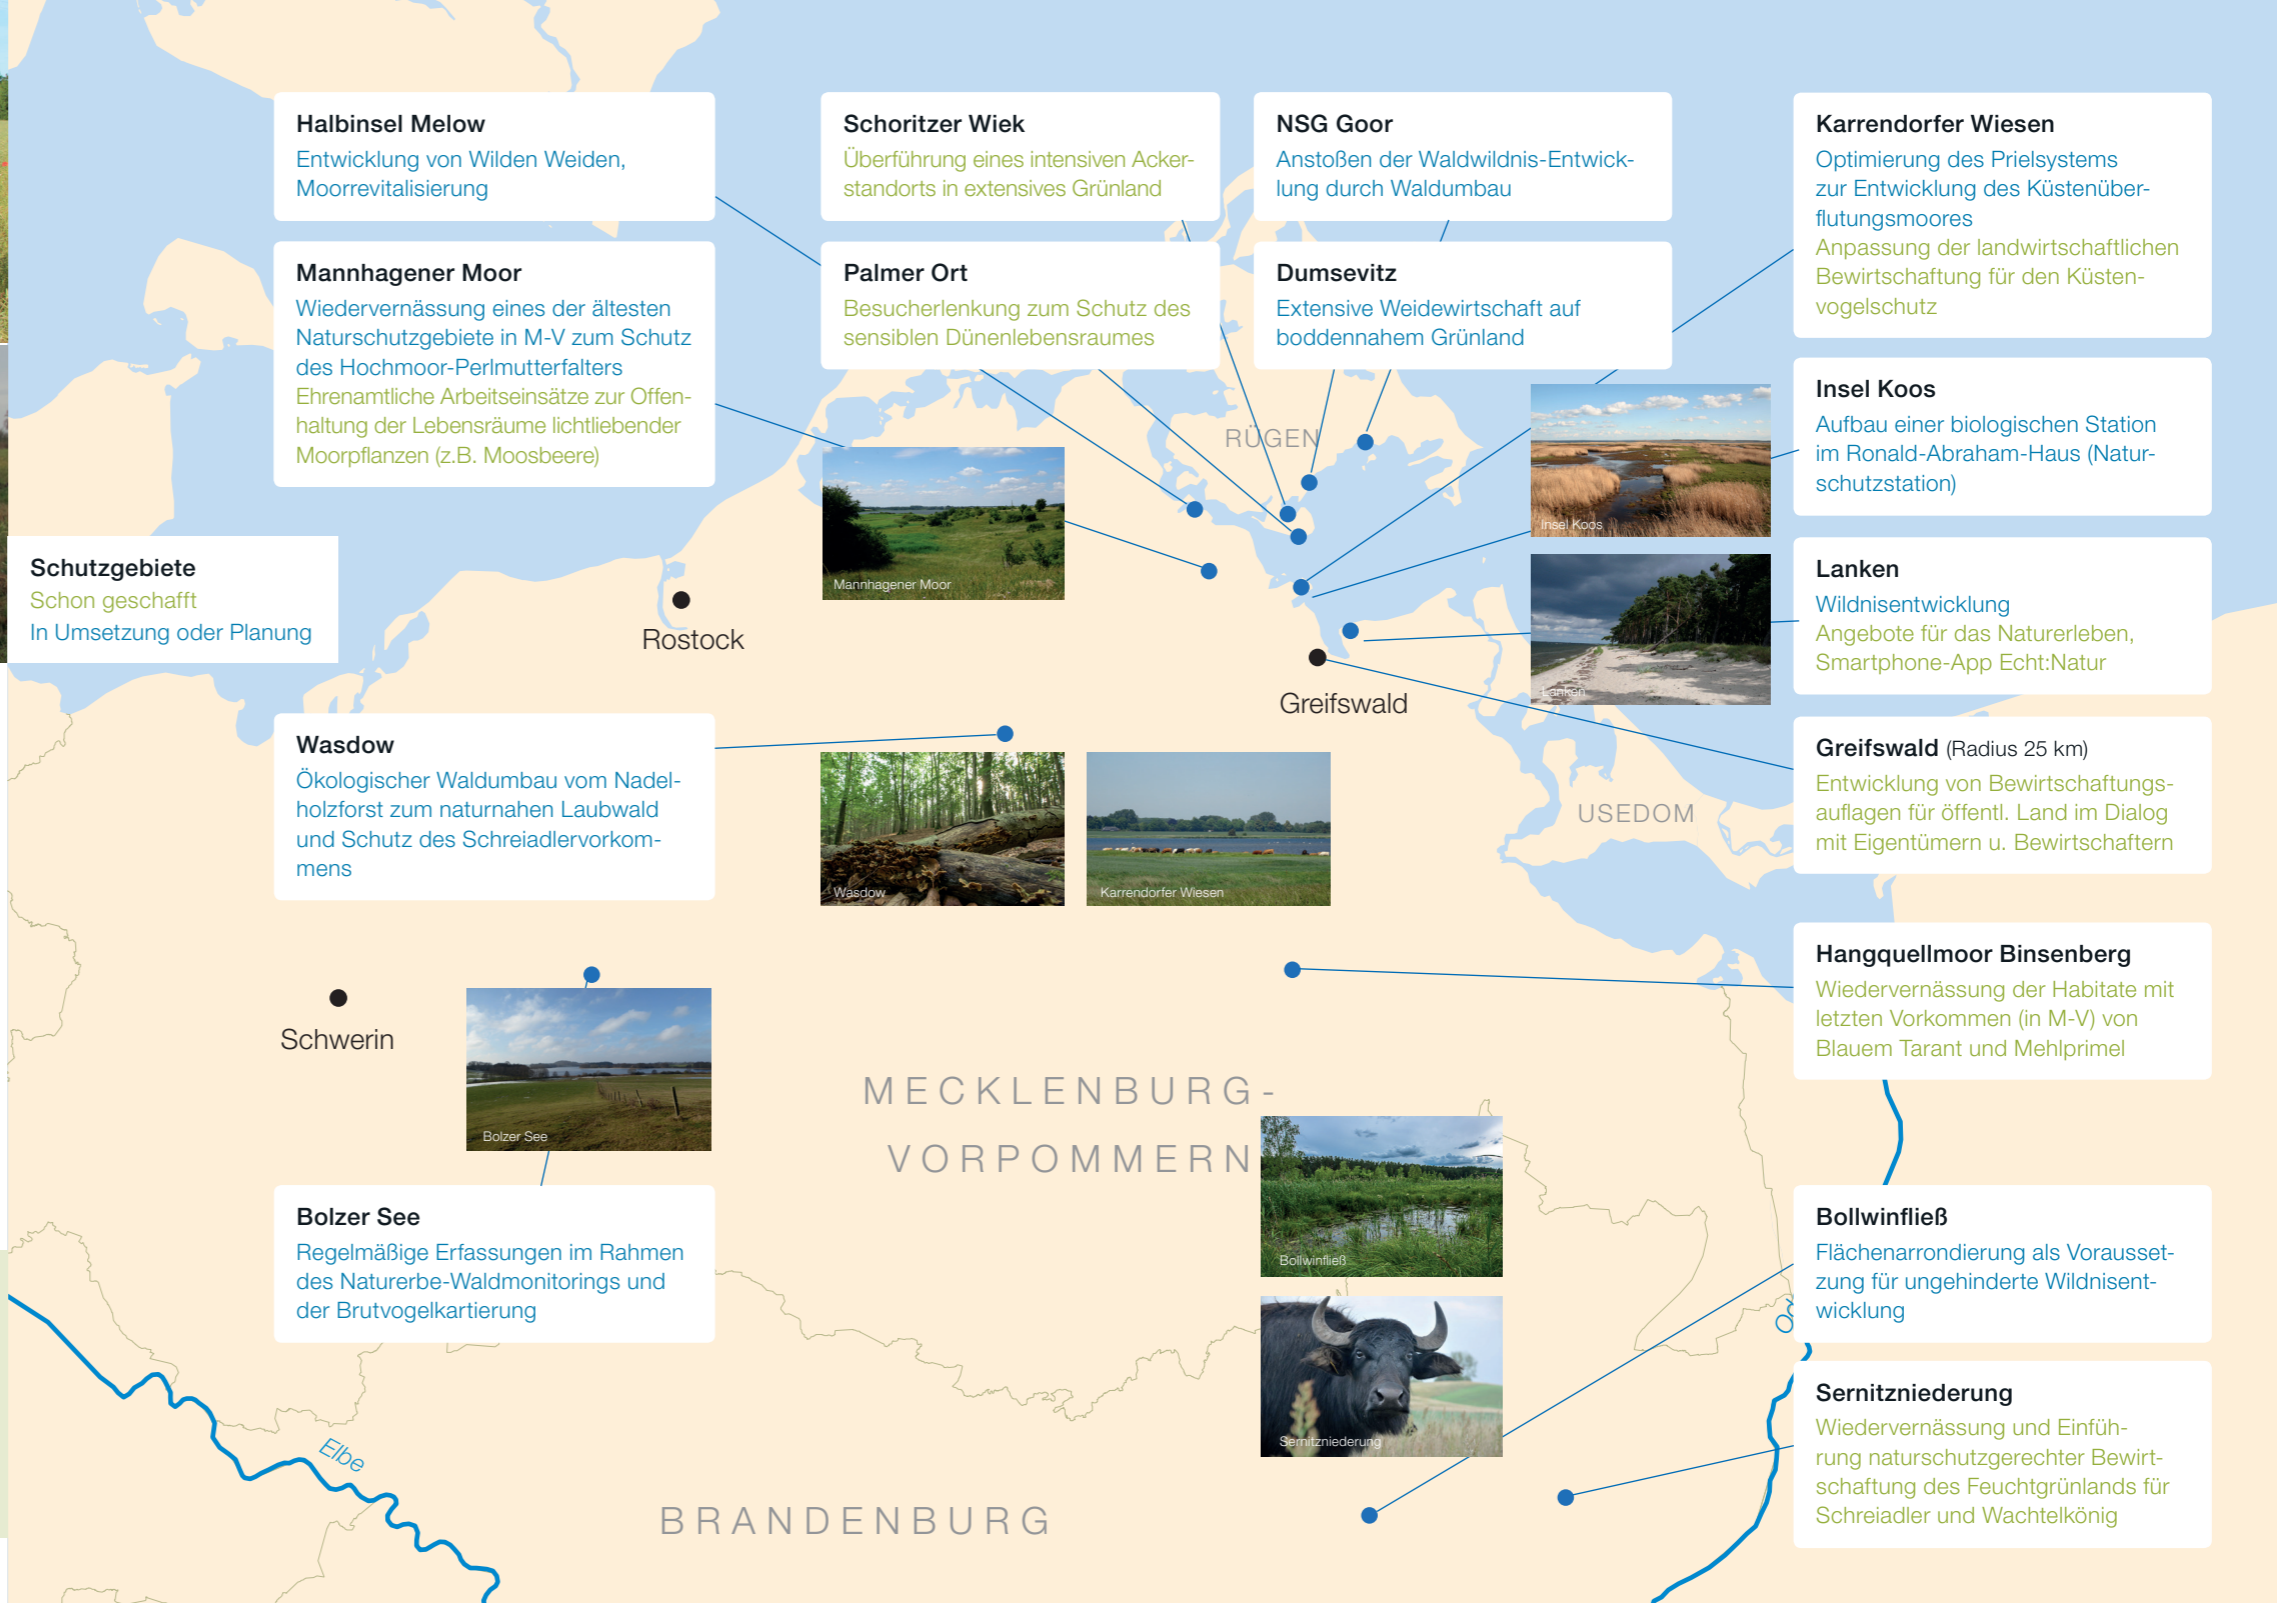 Halbinsel Melow
Entwicklung von Wilden Weiden,
Moorrevitalisierung
Mannhagener Moor
Wiedervernässung eines der ältesten
Naturschutzgebiete in M-V zum Schutz
des Hochmoor-Perlmutterfalters
Ehrenamtliche Arbeitseinsätze zur Offen-
haltung der Lebensräume lichtliebender
Moorpflanzen (z.B. Moosbeere)
Schoritzer Wiek
Überführung eines intensiven Acker-
standorts in extensives Grünland
Palmer Ort
Besucherlenkung zum Schutz des
sensiblen Dünenlebensraumes
NSG Goor
Anstoßen der Waldwildnis-Entwick-
lung durch Waldumbau
Dumsevitz
Extensive Weidewirtschaft auf
boddennahem Grünland
Karrendorfer Wiesen
Optimierung des Prielsystems
zur Entwicklung des Küstenüber-
flutungsmoores
Anpassung der landwirtschaftlichen
Bewirtschaftung für den Küsten-
vogelschutz
Insel Koos
Aufbau einer biologischen Station
im Ronald-Abraham-Haus (Natur-
schutzstation)
Lanken
Wildnisentwicklung
Angebote für das Naturerleben,
Smartphone-App Echt:Natur
Greifswald (Radius 25 km)
Entwicklung von Bewirtschaftungs-
auflagen für öffentl. Land im Dialog
mit Eigentümern u. Bewirtschaftern
Hangquellmoor Binsenberg
Wiedervernässung der Habitate mit
letzten Vorkommen (in M-V) von
Blauem Tarant und Mehlprimel
Bollwinfließ
Flächenarrondierung als Vorausset-
zung für ungehinderte Wildnisent-
wicklung
Sernitzniederung
Wiedervernässung und Einfüh-
rung naturschutzgerechter Bewirt-
schaftung des Feuchtgrünlands für
Schreiadler und Wachtelkönig
Schutzgebiete
Schon geschafft
In Umsetzung oder Planung
Wasdow
Ökologischer Waldumbau vom Nadel-
holzforst zum naturnahen Laubwald
und Schutz des Schreiadlervorkom-
mens
Bolzer See
Regelmäßige Erfassungen im Rahmen
des Naturerbe-Waldmonitorings und
der Brutvogelkartierung
RÜGEN
Insel Koos
Mannhagener Moor
Rostock
Lanken
Greifswald
USEDOM
Wasdow
Karrendorfer Wiesen
Schwerin
Bolzer See
MECKLENBURG-
VORPOMMERN
Bollwinfließ
Sernitzniederung
Elbe
BRANDENBURG